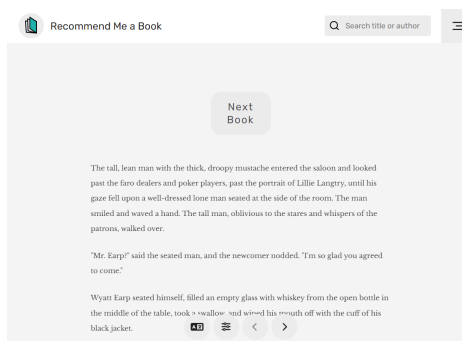 Recommend Me a Book
Search title or author
Next
Book
The tall, lean man with the thick, droopy mustache entered the saloon and looked
past the faro dealers and poker players, past the portrait of Lillie Langtry, until his
gaze fell upon a well-dressed lone man seated at the side of the room. The man
smiled and waved a hand. The tall man, oblivious to the stares and whispers of the
patrons, walked over.
"Mr. Earp?" said the seated man, and the newcomer nodded. "I'm so glad you agreed
to come."
Wyatt Earp seated himself, filled an empty glass with whiskey from the open bottle in
the middle of the table, took a swallow, and wiped his mouth off with the cuff of his
black jacket.